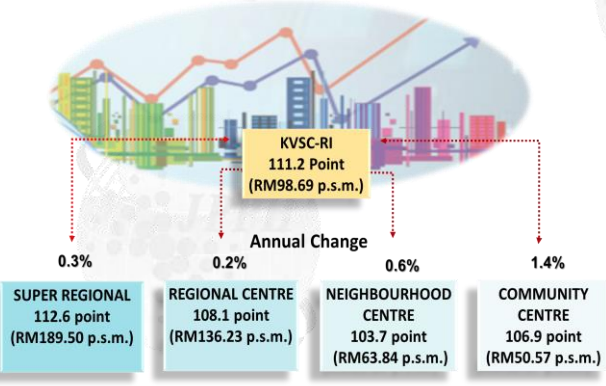 KVSC-RI
111.2 Point
(RM98.69 p.s.m.)
Annual Change
0.3%
0.2%
0.6%
1.4%
SUPER REGIONAL
112.6 point
(RM189.50 p.s.m.)
REGIONAL CENTRE
108.1 point
(RM136.23 p.s.m.)
NEIGHBOURHOOD
CENTRE
103.7 point
(RM63.84 p.s.m.)
COMMUNITY
CENTRE
106.9 point
(RM50.57 p.s.m.)